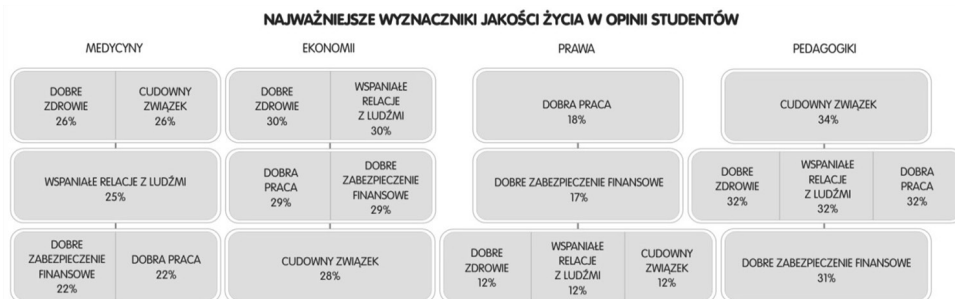 NAJWAŻNIEJSZE WYZNACZNIKI JAKOŚCI ŻYCIA W OPINII STUDENTÓW
MEDYCYNY
DOBRE
ZDROWIE
26%
CUDOWNY
ZWIĄZEK
26%
WSPANIAŁE RELACJE Z LUDŹMI
25%
DOBRE
ZABEZPIECZENIE
FINANSOWE
22%
DOBRA PRACA
22%
EKONOMII
DOBRE
ZDROWIE
30%
WSPANIAŁE
RELACJE
Z LUDŹMI
30%
DOBRA
PRACA
29%
DOBRE
ZABEZPIECZENIE
FINANSOWE
29%
CUDOWNY ZWIĄZEK
28%
PRAWA
DOBRA PRACA
18%
DOBRE ZABEZPIECZENIE FINANSOWE
17%
DOBRE
ZDROWIE
12%
WSPANIAŁE
RELACJE
Z LUDŹMI
12%
CUDOWNY
ZWIĄZEK
12%
PEDAGOGIKI
CUDOWNY ZWIĄZEK
34%
DOBRE
ZDROWIE
32%
WSPANIAŁE
RELACJE
Z LUDŹMI
32%
DOBRA
PRACA
32%
DOBRE ZABEZPIECZENIE FINANSOWE
31%